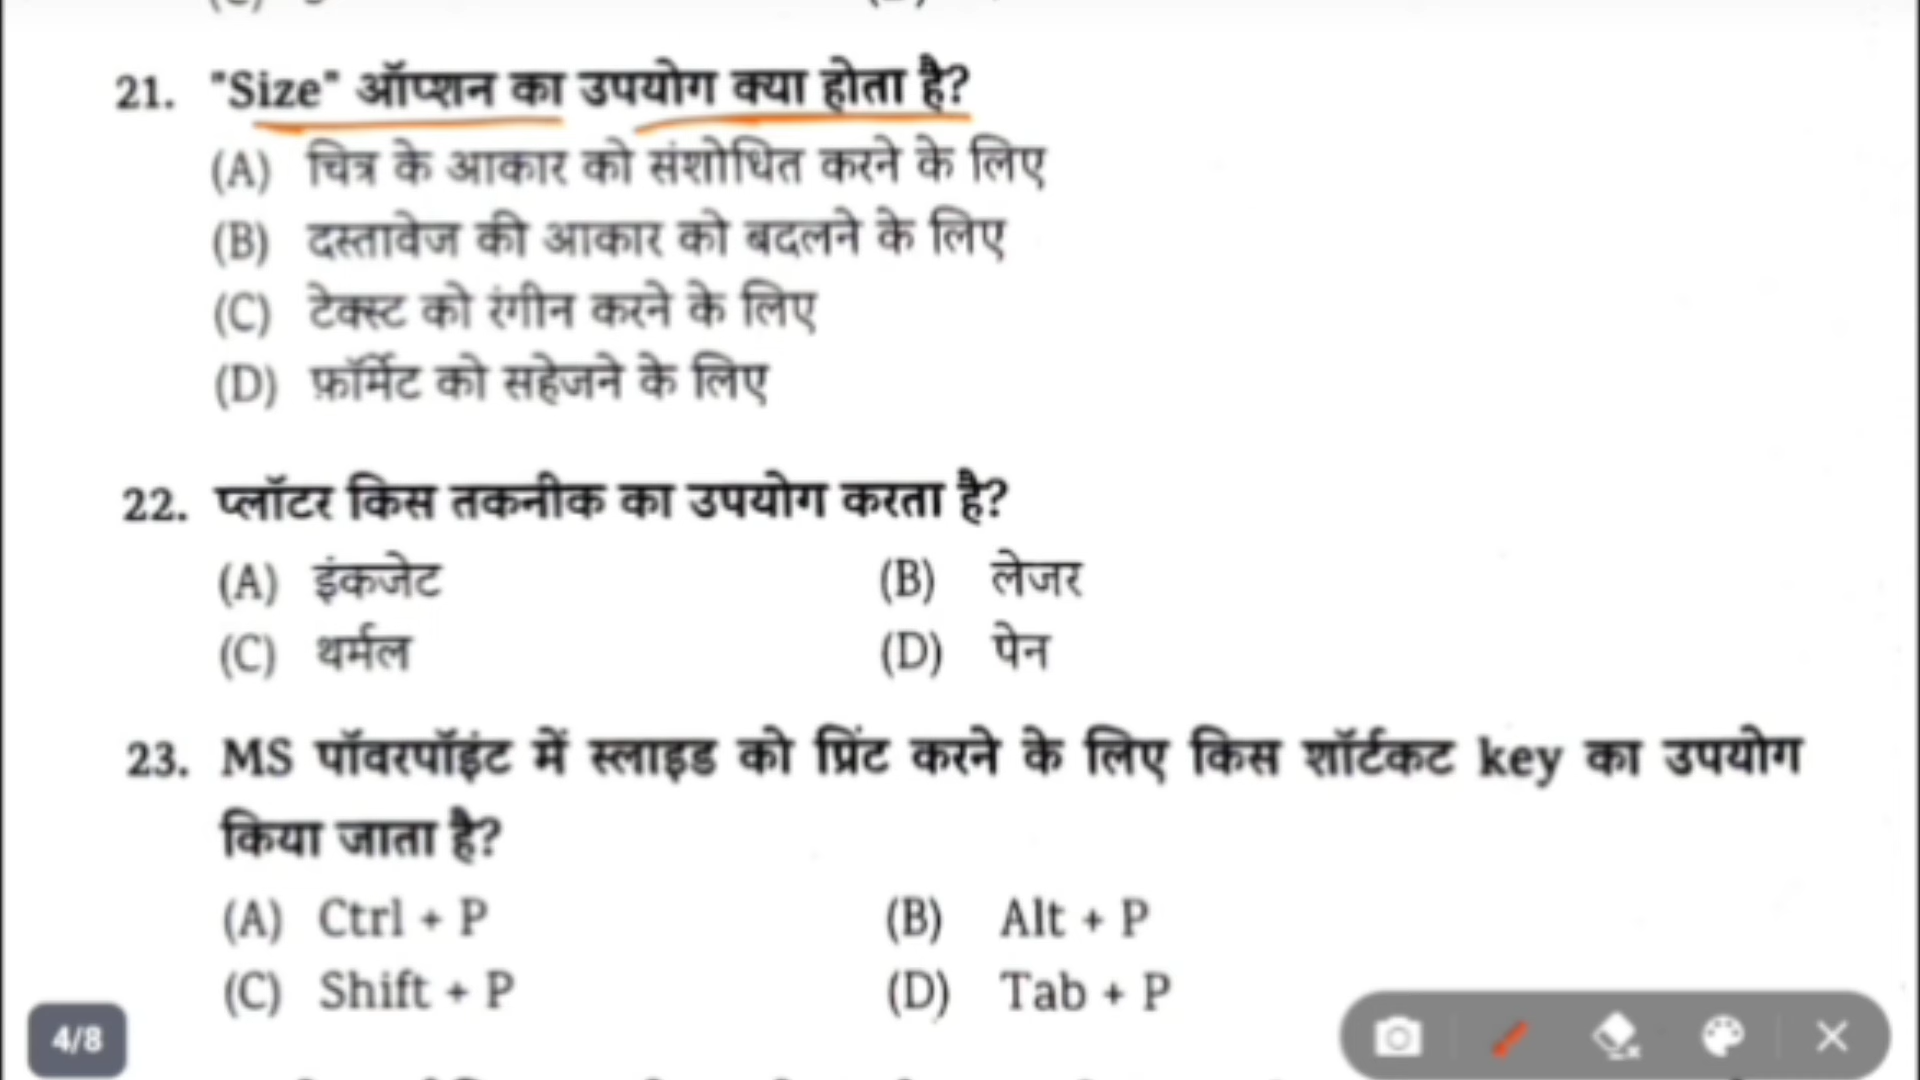 21. "Size" ऑप्शन का उपयोग क्या होता है?
(A) चित्र के आकार को संशोधित करने के लिए
(B) दस्तावेज की आकार को बदलने के लिए
(C) टेक्स्ट को रंगीन करने के लिए
(D) फ़ॉर्मेट को सहेजने के लिए
22. प्लॉटर किस तकनीक का उपयोग करता है?
(A) इंकजेट (B) लेजर
(C) थर्मल (D) पेन
23. MS पॉवरपॉइंट में स्लाइड को प्रिंट करने के लिए किस शॉर्टकट key का उपयोग
किया जाता है?
(A) Ctrl + P (B) Alt + P
(C) Shift + P (D) Tab + P
4/8